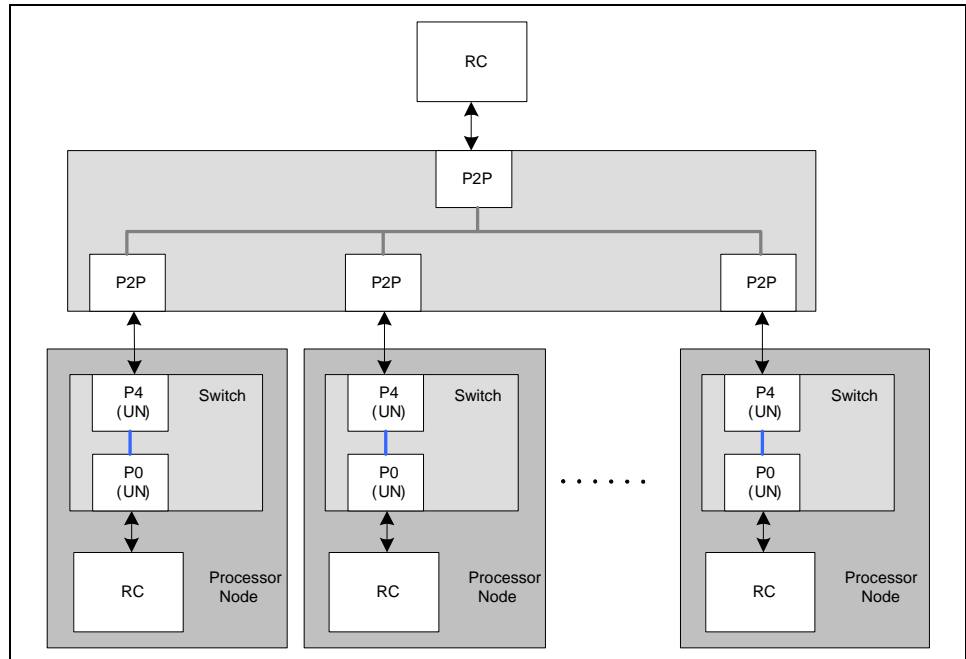 RC
P2P
P2P
P2P
P2P
P4
(UN)
Switch
P0
(UN)
RC
Processor
Node
P4
(UN)
Switch
P0
(UN)
RC
Processor
Node
......
P4
(UN)
Switch
P0
(UN)
RC
Processor
Node